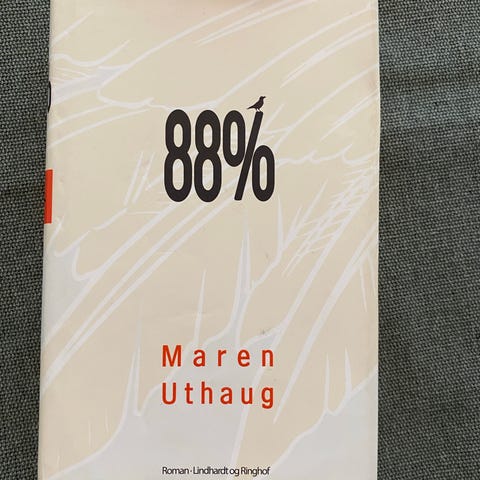 88%
Maren
Uthaug
Roman · Lindhardt og Ringhof